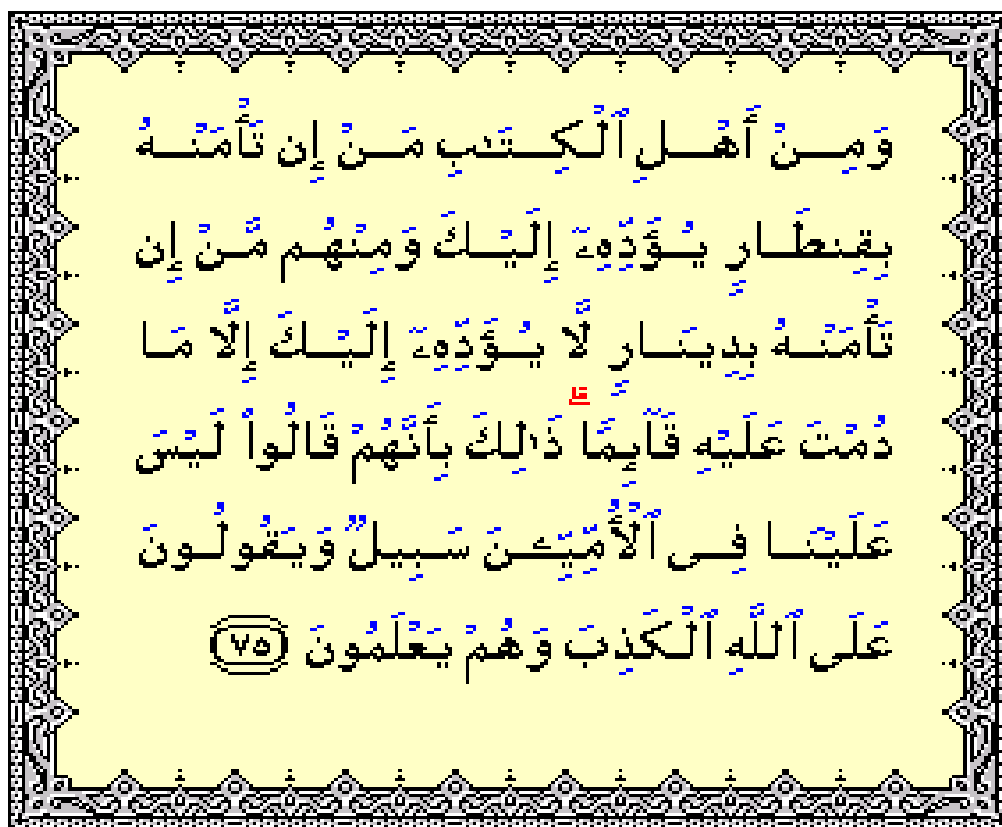 وَمِنْ أَهْلِ ٱلْكِتَـٰبِ مَنْ إِن تَأْمَنْهُ
بِقِنطَارٍ يُؤَدِّهِۦٓ إِلَيْكَ وَمِنْهُم مَّنْ إِن
تَأْمَنْهُ بِدِينَارٍ لَّا يُؤَدِّهِۦٓ إِلَيْكَ إِلَّا مَا
دُمْتَ عَلَيْهِ قَآئِمًا ۗ ذَٰلِكَ بِأَنَّهُمْ قَالُوا۟ لَيْسَ
عَلَيْنَا فِى ٱلْأُمِّيِّـۧنَ سَبِيلٌ وَيَقُولُونَ
عَلَى ٱللَّهِ ٱلْكَذِبَ وَهُمْ يَعْلَمُونَ ٧٥